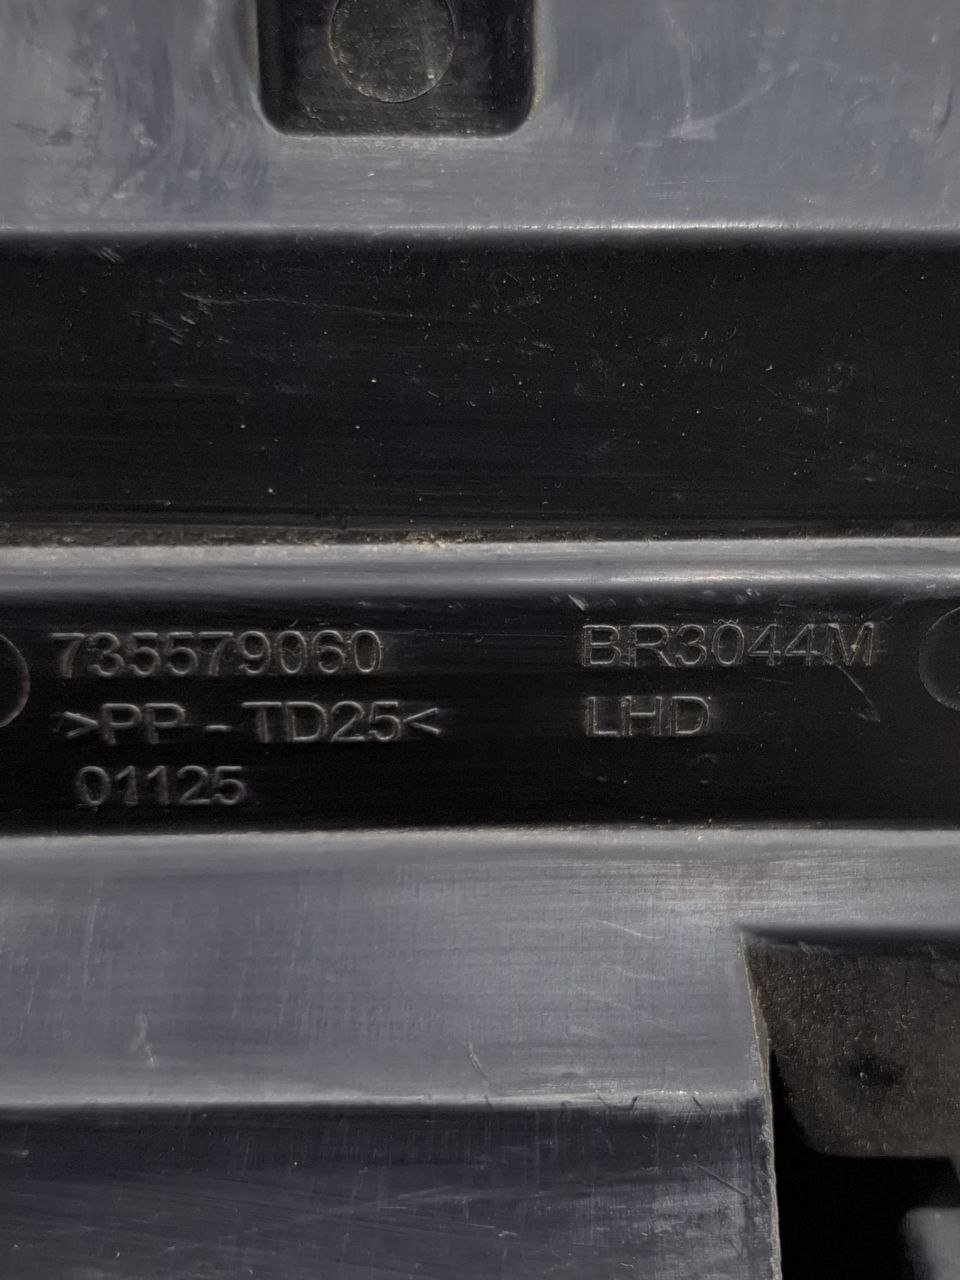 735579060
>PP - TD25<
01125
BR3044M
LHD